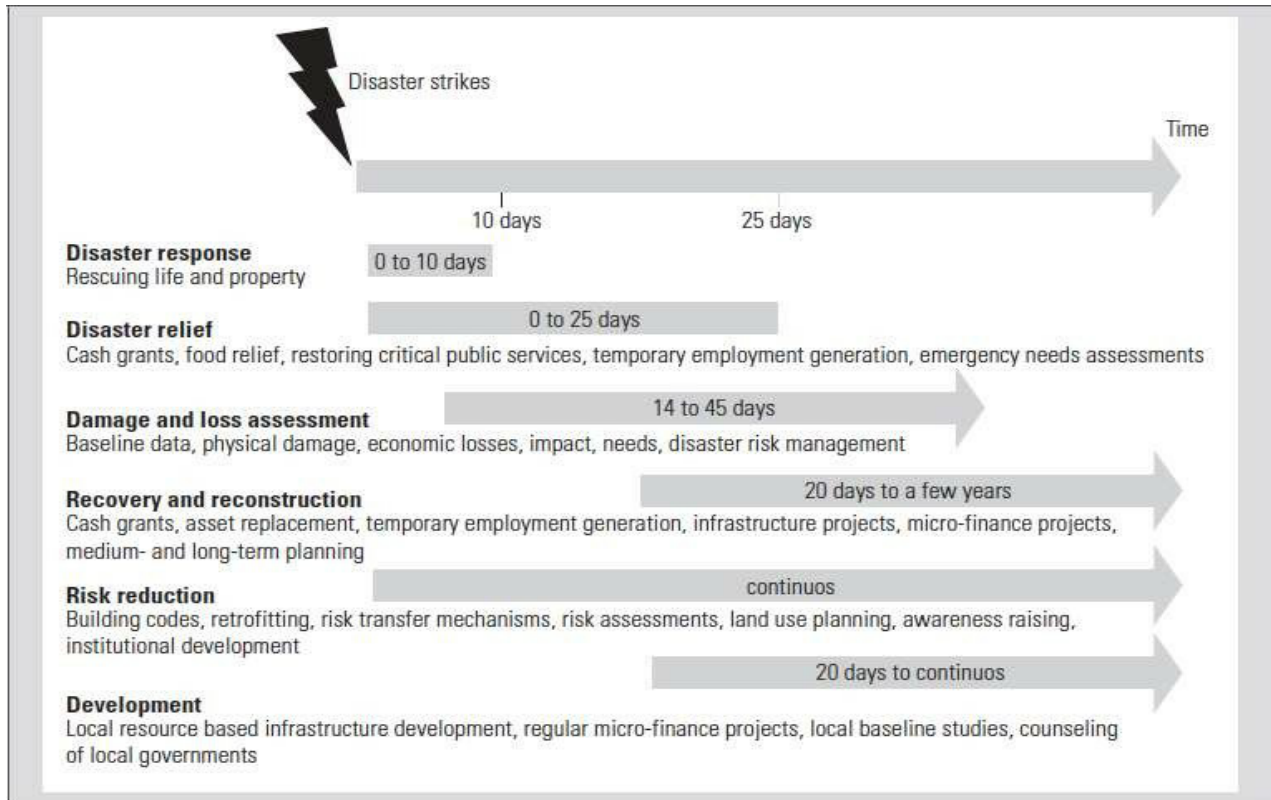 Disaster strikes
Time
10 days
25 days
Disaster response
Rescuing life and property
0 to 10 days
Disaster relief
0 to 25 days
Cash grants, food relief, restoring critical public services, temporary employment generation, emergency needs assessments
Damage and loss assessment
14 to 45 days
Baseline data, physical damage, economic losses, impact, needs, disaster risk management
Recovery and reconstruction
20 days to a few years
Cash grants, asset replacement, temporary employment generation, infrastructure projects, micro-finance projects,
medium- and long-term planning
Risk reduction
continuos
Building codes, retrofitting, risk transfer mechanisms, risk assessments, land use planning, awareness raising,
institutional development
20 days to continuos
Development
Local resource based infrastructure development, regular micro-finance projects, local baseline studies, counseling
of local governments